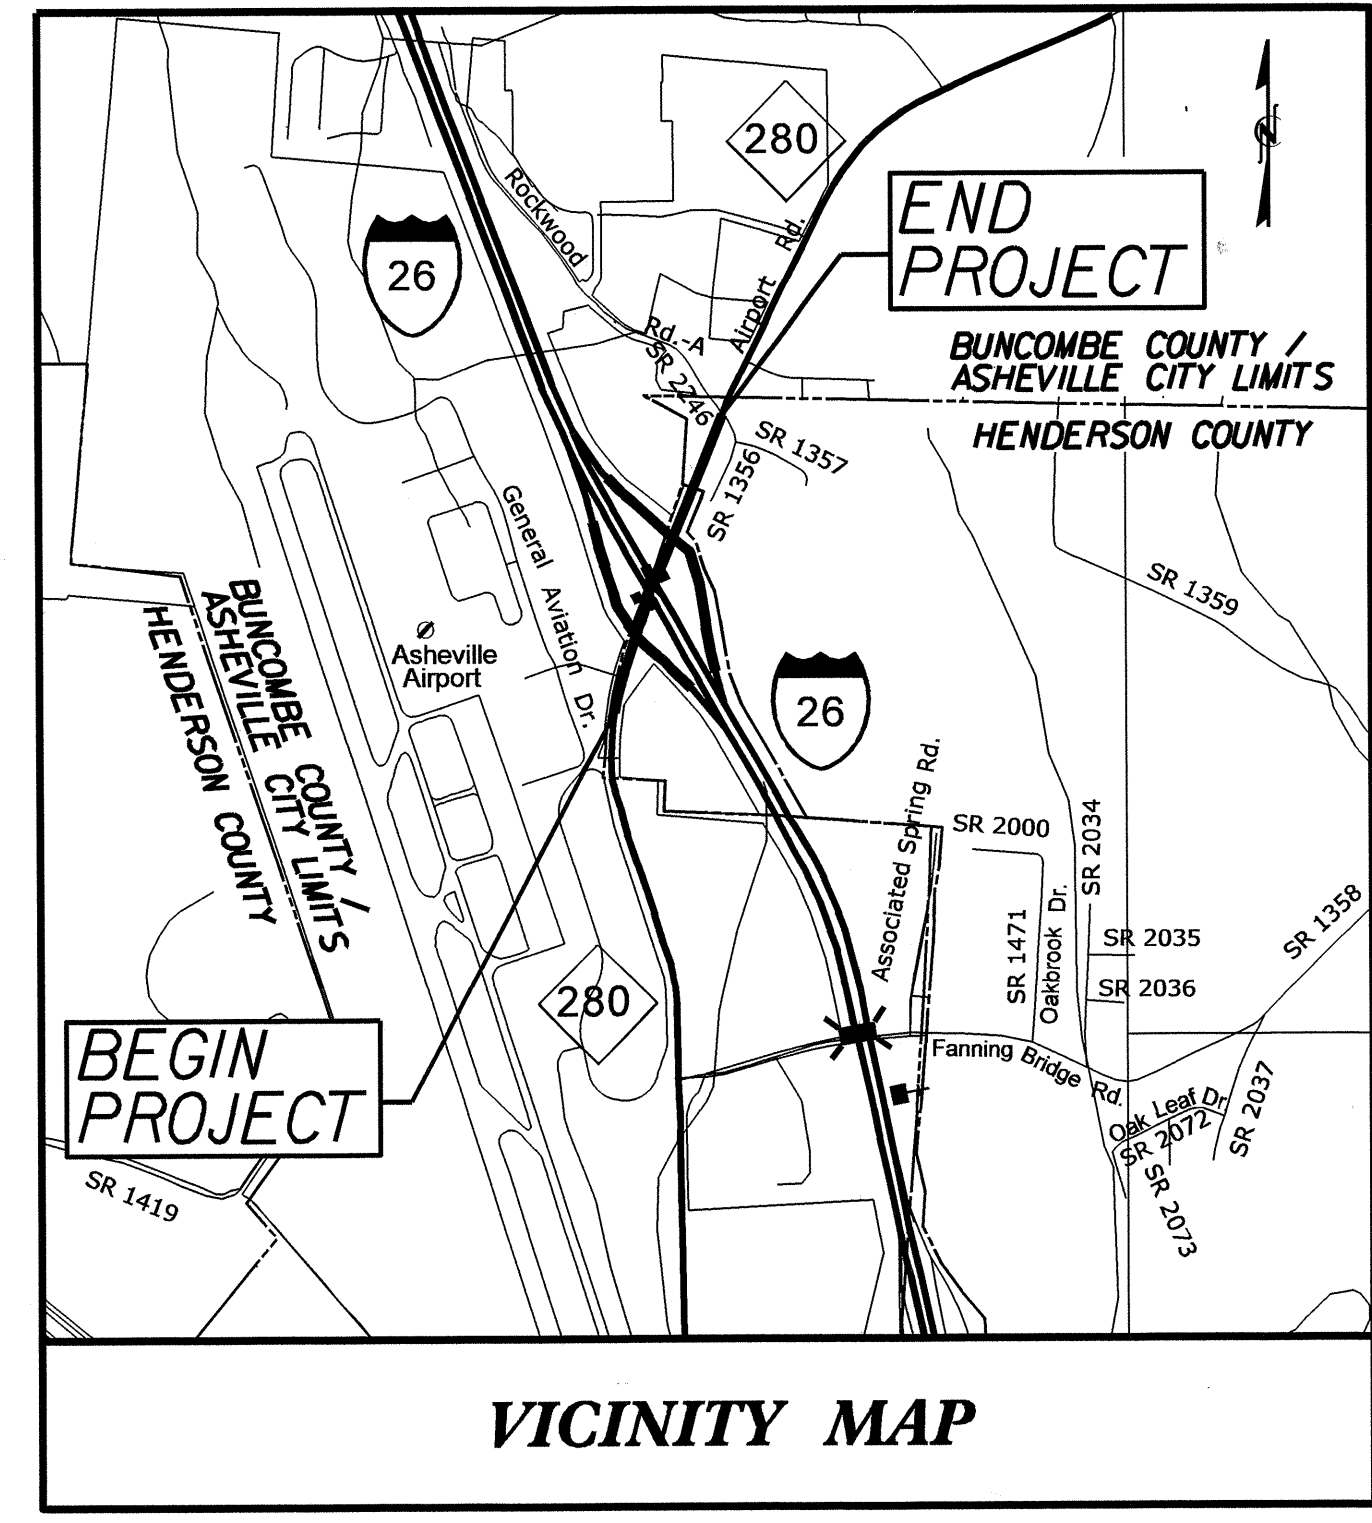 280
N
END
PROJECT
Rockwood
26
Rd.
Airport
Rd.-A
SR 2246
BUNCOMBE COUNTY /
ASHEVILLE CITY LIMITS
HENDERSON COUNTY
SR 1357
SR 1356
General Aviation Dr.
SR 1359
BUNCOMBE COUNTY /
ASHEVILLE CITY LIMITS
HENDERSON COUNTY
Asheville
Airport
26
Associated Spring Rd.
SR 2000
SR 2034
SR 1471
Oakbrook Dr.
SR 2035
SR 2036
SR 1358
280
BEGIN
PROJECT
Fanning Bridge Rd.
Oak Leaf Dr
SR 2072
SR 2037
SR 2073
SR 1419
VICINITY MAP